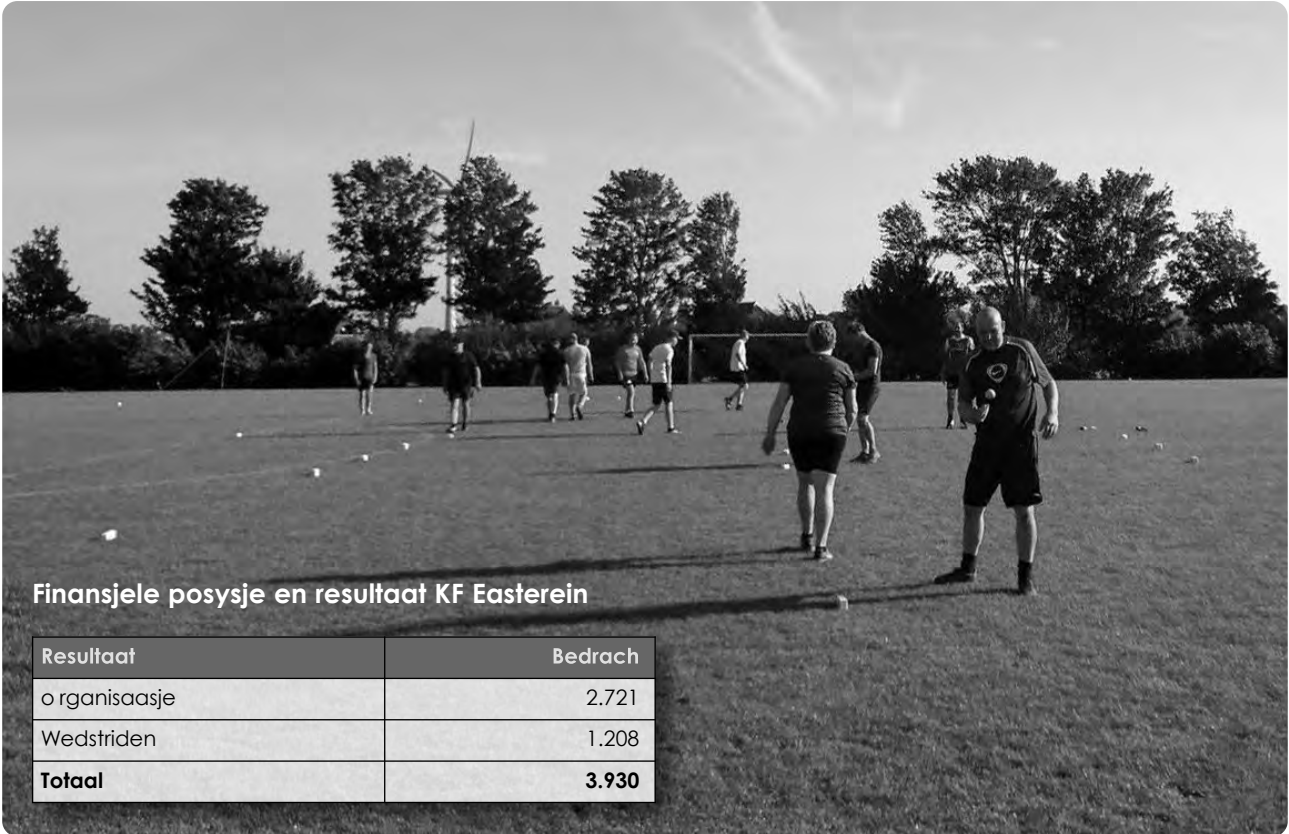 Finansjele posysje en resultaat KF Easterein
Resultaat Bedrach
o rganisaasje 2.721
Wedstriden 1.208
Totaal 3.930